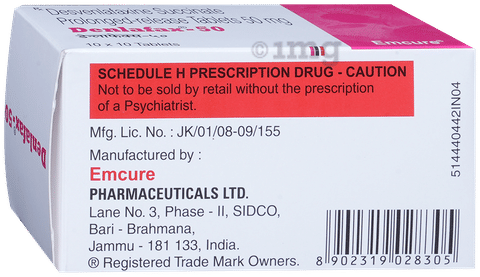 Desvenlafaxine Succinate
Prolonged-release Tablets 50 mg
Denlafax®-50
10 x 10 Tablets
1mg
Emcure®
SCHEDULE H PRESCRIPTION DRUG - CAUTION
Not to be sold by retail without the prescription
of a Psychiatrist.
Mfg. Lic. No. : JK/01/08-09/155
Manufactured by :
Emcure
PHARMACEUTICALS LTD.
Lane No. 3, Phase - II, SIDCO,
Bari - Brahmana,
Jammu - 181 133, India.
® Registered Trade Mark Owners.
514440442IN04
8 902319 028305
Denlafax®-50